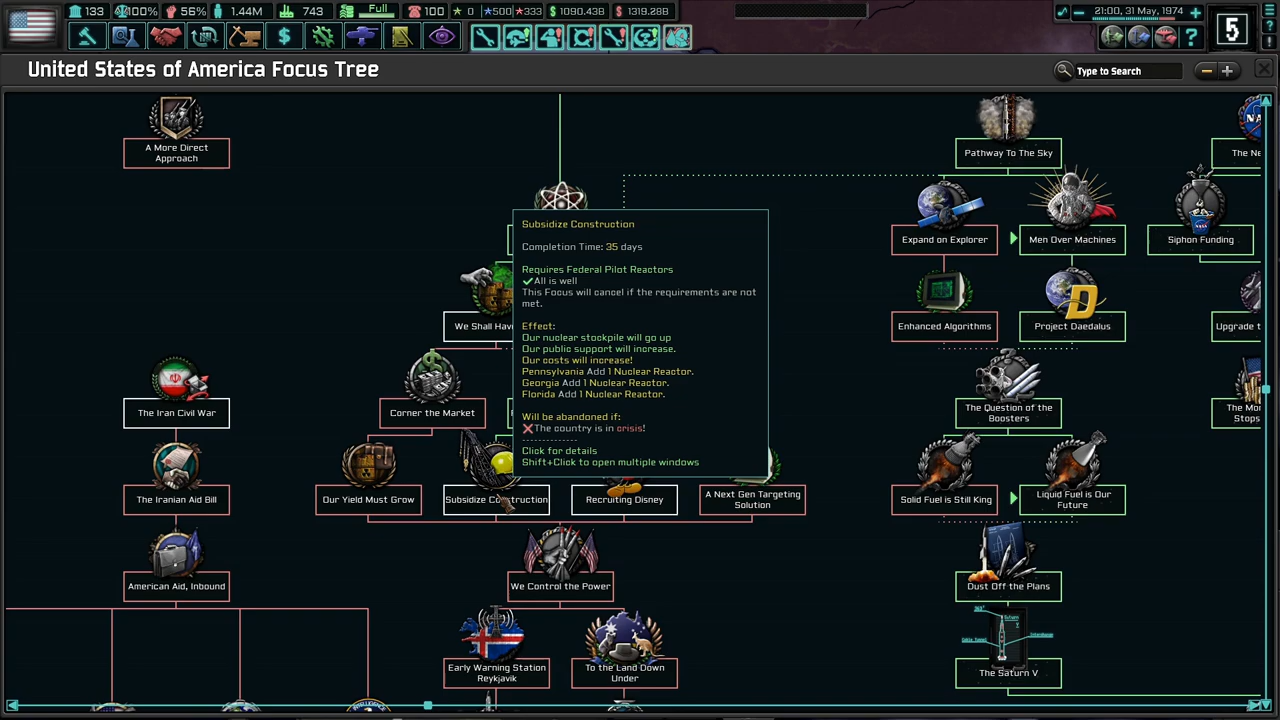 133
100%
56%
1.44M
743
Full
100
0
500
333
$ 1090.438
$ 1319.288
21:00, 31 May, 1974
5
United States of America Focus Tree
Type to Search
A More Direct
Approach
Pathway To The Sky
Expand on Explorer
Men Over Machines
Siphon Funding
Subsidize Construction
Completion Time: 35 days
Requires Federal Pilot Reactors
All is well
This Focus will cancel if the requirements are not
met.
Effect:
Our nuclear stockpile will go up
Our public support will increase.
Our costs will increase!
Pennsylvania Add 1 Nuclear Reactor.
Georgia Add 1 Nuclear Reactor.
Florida Add 1 Nuclear Reactor.
Will be abandoned if:
The country is in crisis!
--------------
Click for details
Shift+Click to open multiple windows
We Shall Hav
Enhanced Algorithms
Project Daedalus
Upgrade t
The Iran Civil War
Corner the Market
The Question of the
Boosters
The Mo
Stops
The Iranian Aid Bill
Our Yield Must Grow
Subsidize Construction
Recruiting Disney
A Next Gen Targeting
Solution
Solid Fuel is Still King
Liquid Fuel is Our
Future
American Aid, Inbound
We Control the Power
Dust Off the Plans
Early Warning Station
Reykjavik
To the Land Down
Under
The Saturn V